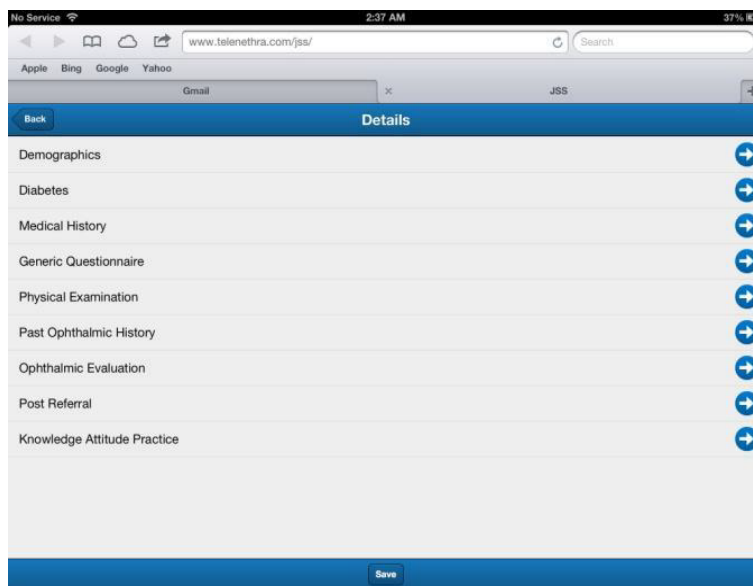 No Service 2:37 AM 37%
www.telenethra.com/jss/ Search
Apple Bing Google Yahoo
Gmail JSS
Back Details
Demographics
Diabetes
Medical History
Generic Questionnaire
Physical Examination
Past Ophthalmic History
Ophthalmic Evaluation
Post Referral
Knowledge Attitude Practice
Save